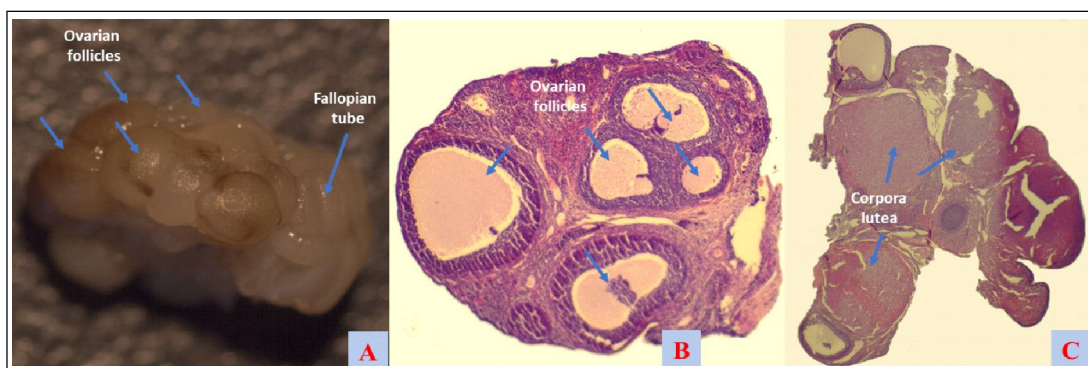 Ovarian
follicles
Fallopian
tube
A
Ovarian
follicles
B
Corpora
lutea
C